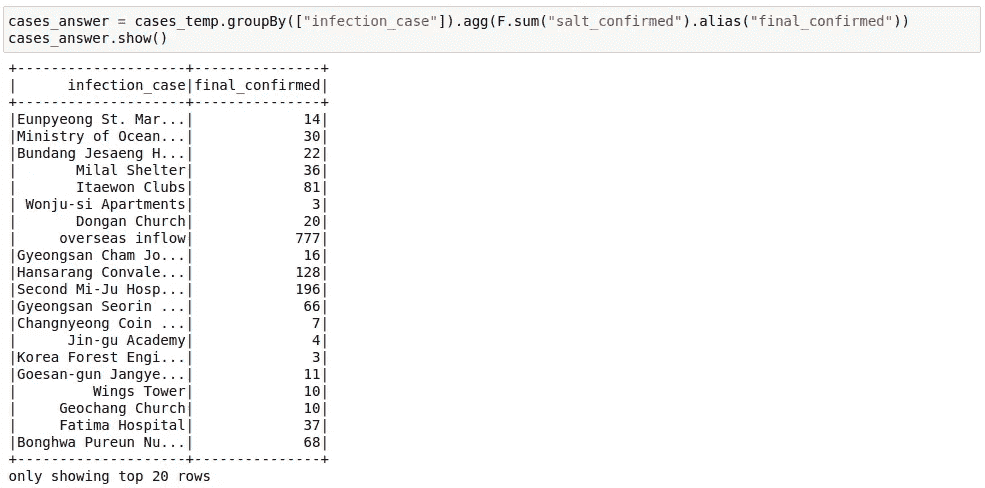 cases_answer = cases_temp.groupBy(["infection_case"]).agg(F.sum("salt_confirmed").alias("final_confirmed"))
cases_answer.show()
+--------------------+---------------+
|      infection_case|final_confirmed|
+--------------------+---------------+
|Eunpyeong St. Mar...|             14|
|Ministry of Ocean...|             30|
|Bundang Jesaeng H...|             22|
|       Milal Shelter|             36|
|       Itaewon Clubs|             81|
| Wonju-si Apartments|              3|
|       Dongan Church|             20|
|     overseas inflow|            777|
|Gyeongsan Cham Jo...|             16|
|Hansarang Convale...|            128|
|Second Mi-Ju Hosp...|            196|
|Gyeongsan Seorin ...|             66|
|Changnyeong Coin ...|              7|
|      Jin-gu Academy|              4|
|Korea Forest Engi...|              3|
|Goesan-gun Jangye...|             11|
|         Wings Tower|             10|
|     Geochang Church|             10|
|     Fatima Hospital|             37|
|Bonghwa Pureun Nu...|             68|
+--------------------+---------------+
only showing top 20 rows